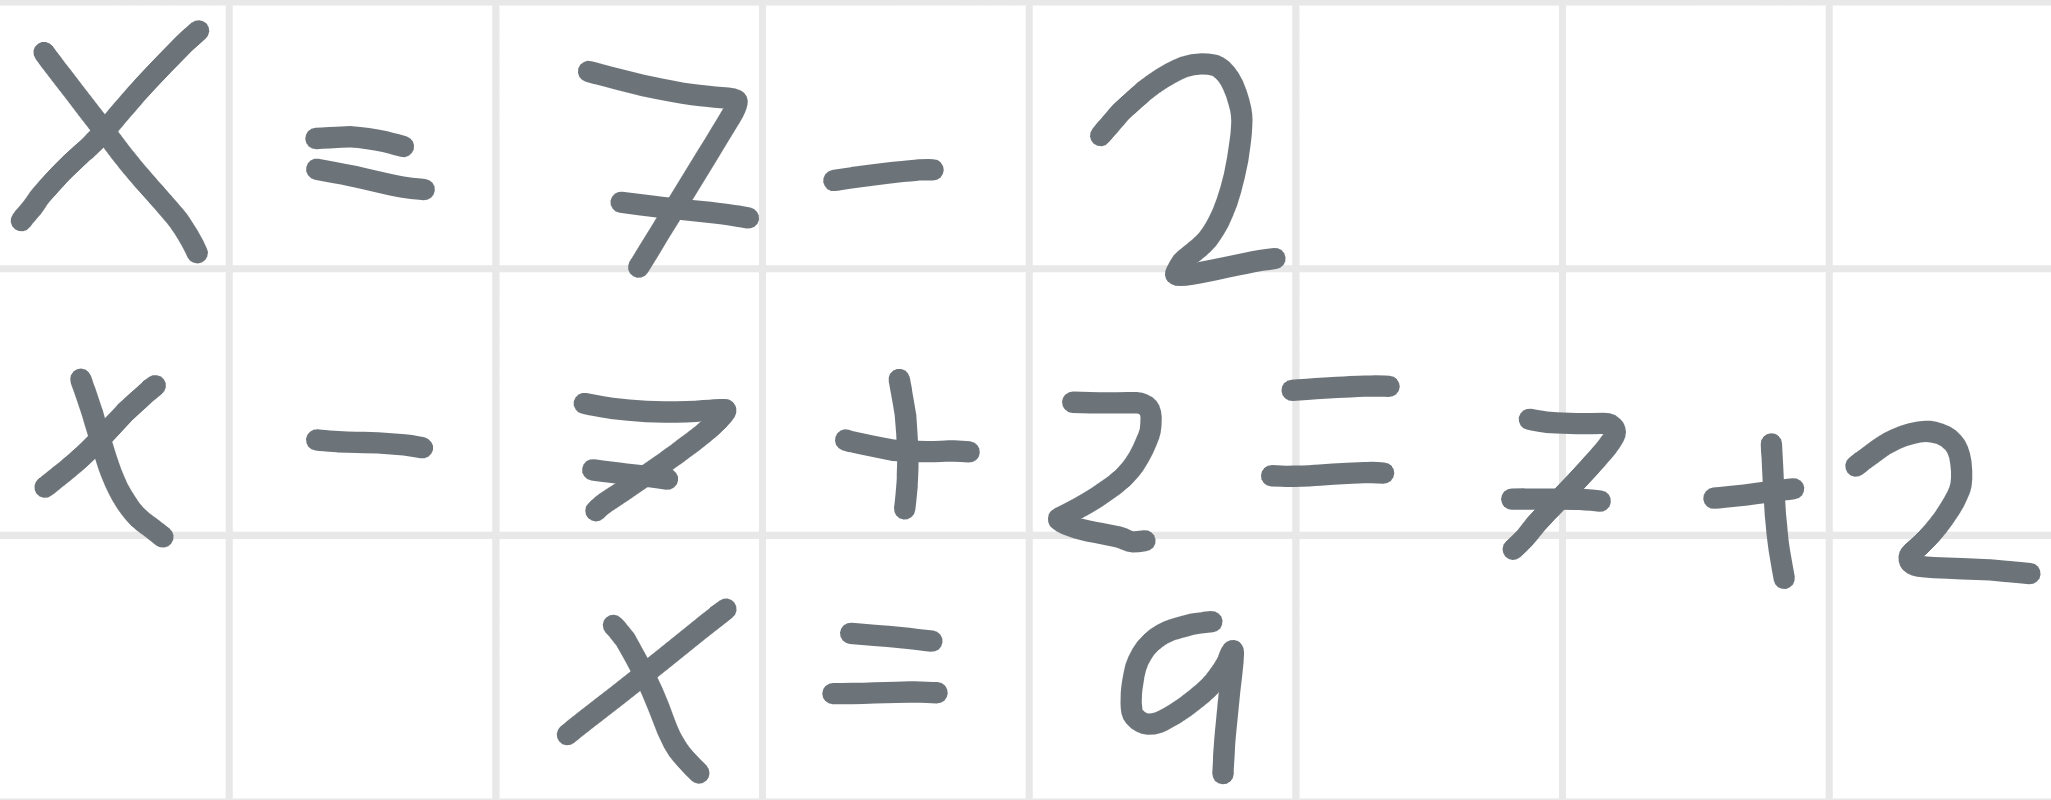 X = 7 - 2
x - 7 + 2 = 7 + 2
x = 9